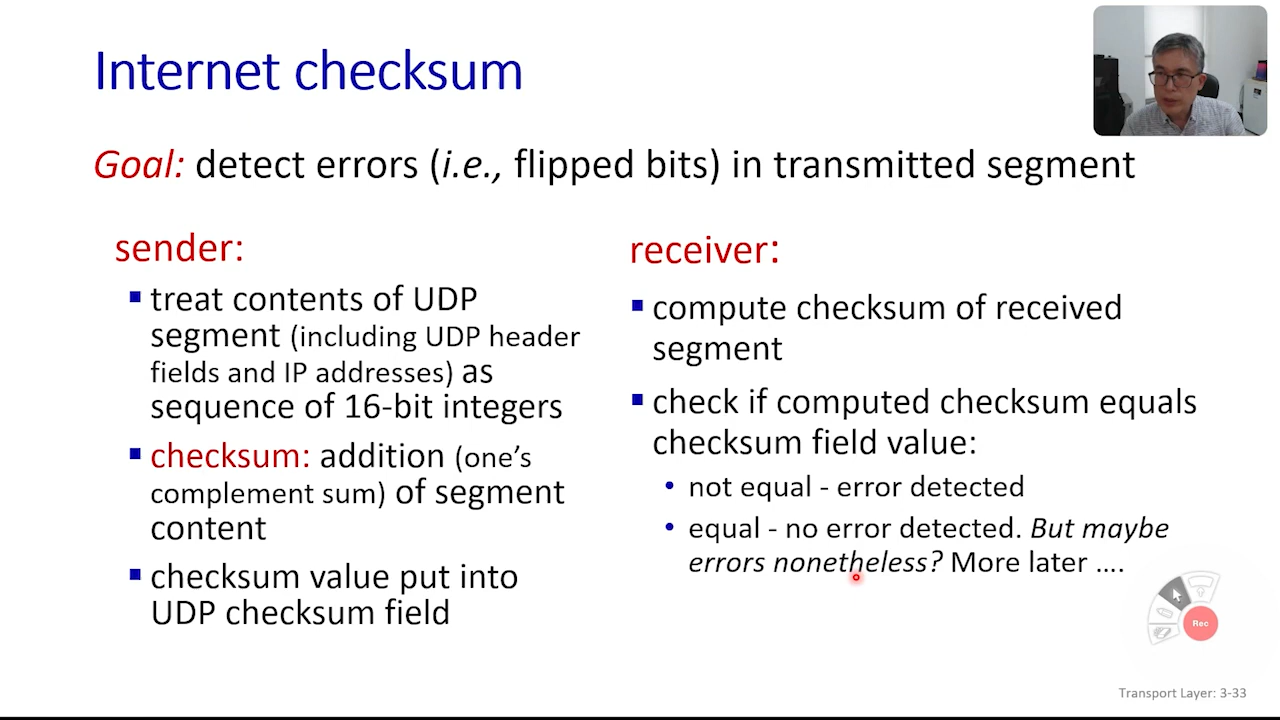 Internet checksum
Goal: detect errors (i.e., flipped bits) in transmitted segment
sender:
treat contents of UDP
segment (including UDP header
fields and IP addresses) as
sequence of 16-bit integers
checksum: addition (one’s
complement sum) of segment
content
checksum value put into
UDP checksum field
receiver:
compute checksum of received
segment
check if computed checksum equals
checksum field value:
not equal - error detected
equal - no error detected. But maybe
errors nonetheless? More later ….
Rec
Transport Layer: 3-33